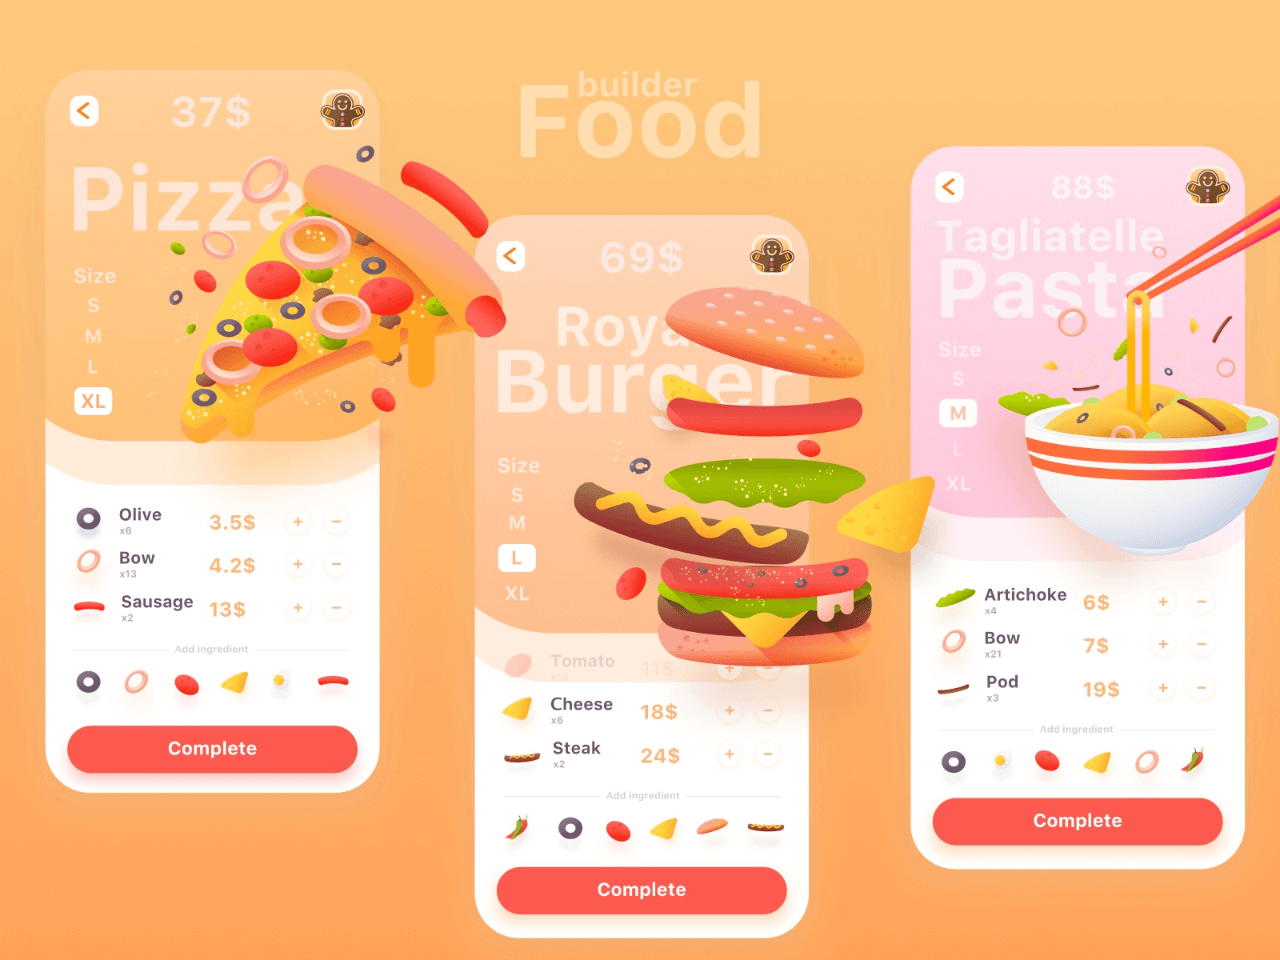 builder
Food
37$
Pizza
Size
S
M
L
XL
Olive
x6
3.5$
+
−
Bow
x13
4.2$
+
−
Sausage
x2
13$
+
−
Add ingredient
Complete
69$
Royal
Burger
Size
S
M
L
XL
Tomato
11$
+
−
Cheese
x6
18$
+
−
Steak
x2
24$
+
−
Add ingredient
Complete
88$
Tagliatelle
Pasta
Size
S
M
L
XL
Artichoke
x4
6$
+
−
Bow
x21
7$
+
−
Pod
x3
19$
+
−
Add ingredient
Complete